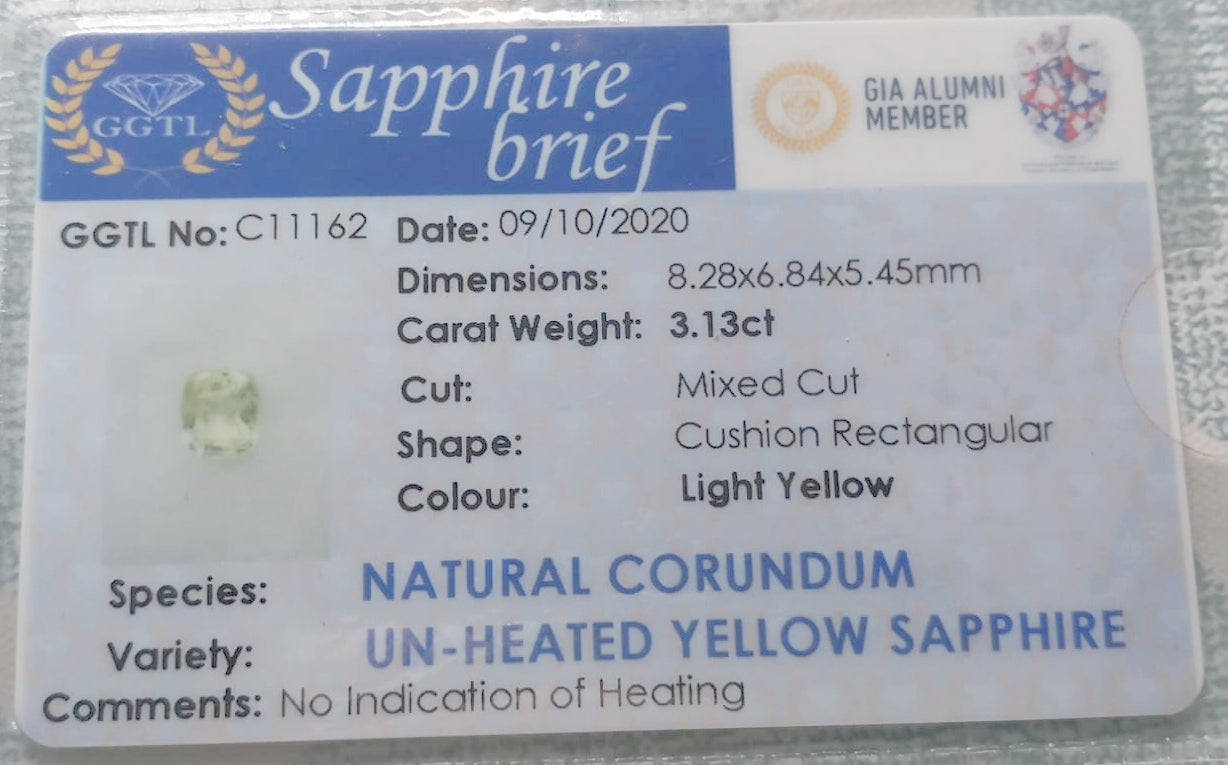 GGTL
Sapphire
brief
GIA ALUMNI
MEMBER
GGTL No: C11162 Date: 09/10/2020
Dimensions: 8.28x6.84x5.45mm
Carat Weight: 3.13ct
Cut: Mixed Cut
Shape: Cushion Rectangular
Colour: Light Yellow
Species: NATURAL CORUNDUM
Variety: UN-HEATED YELLOW SAPPHIRE
Comments: No Indication of Heating